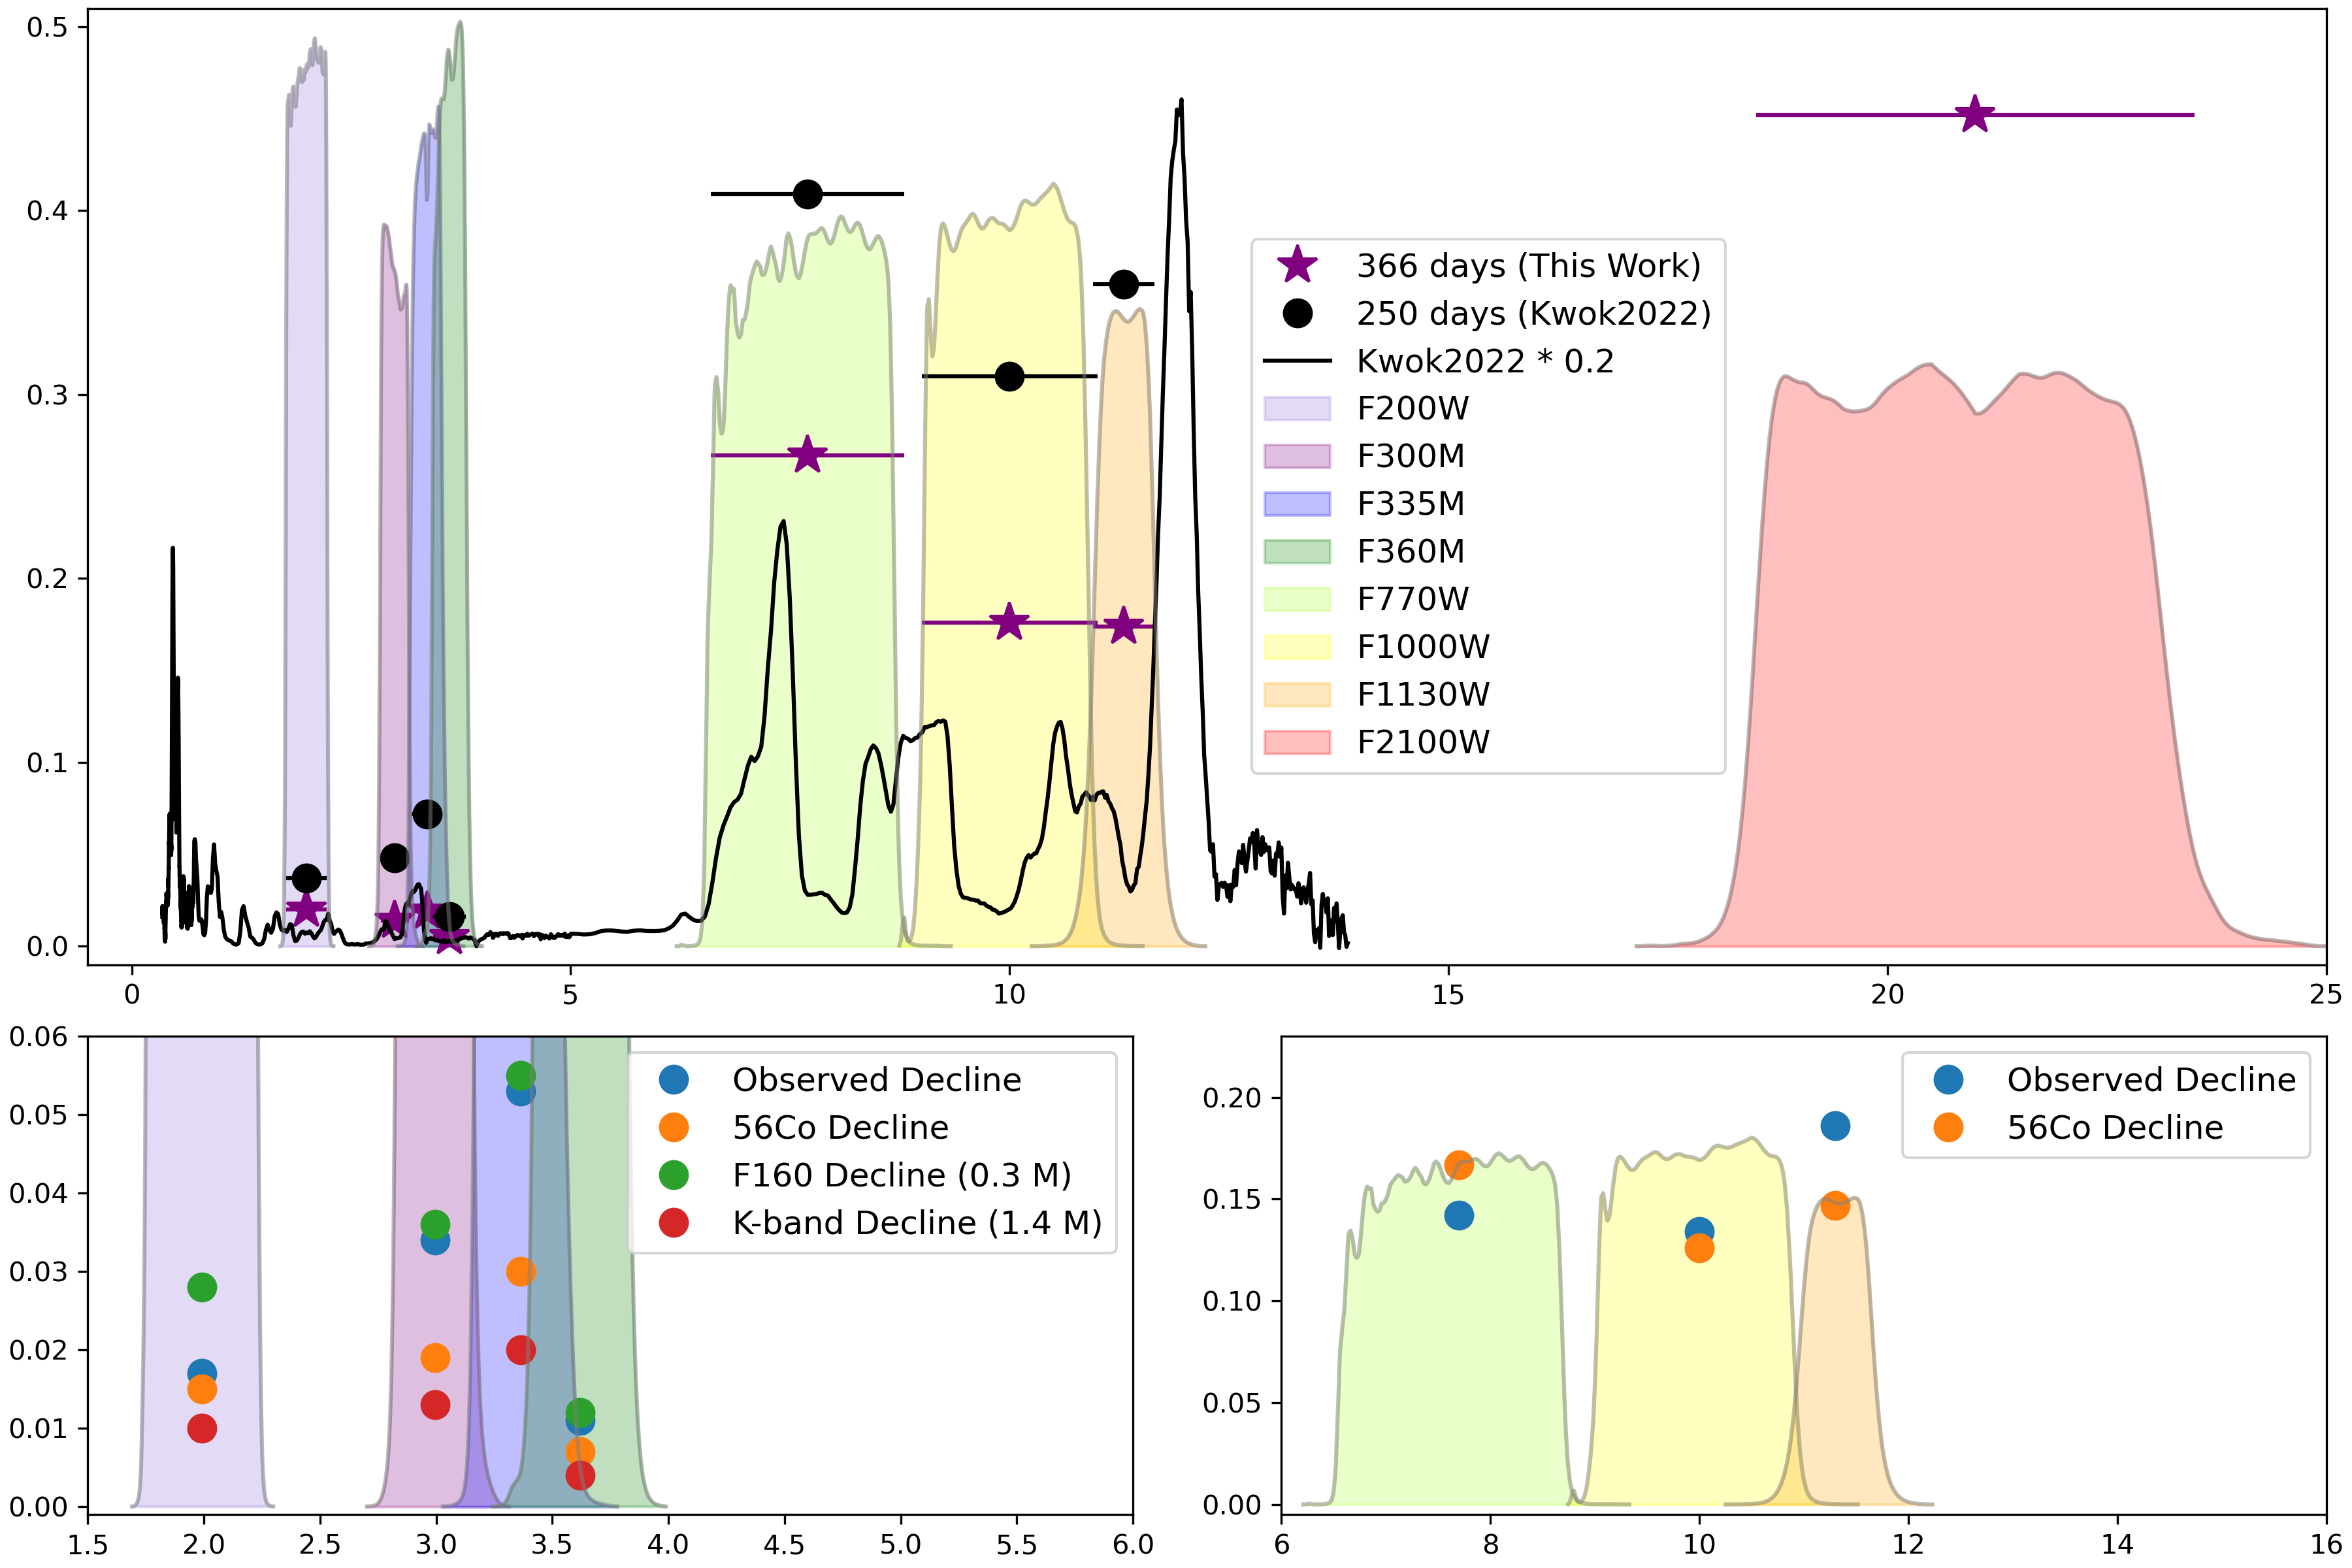 0.5
0.4
0.3
0.2
0.1
0.0
366 days (This Work)
250 days (Kwok2022)
Kwok2022 * 0.2
F200W
F300M
F335M
F360M
F770W
F1000W
F1130W
F2100W
0 5 10 15 20 25
0.06
0.05
0.04
0.03
0.02
0.01
0.00
Observed Decline
56Co Decline
F160 Decline (0.3 M)
K-band Decline (1.4 M)
1.5 2.0 2.5 3.0 3.5 4.0 4.5 5.0 5.5 6.0
0.20
0.15
0.10
0.05
0.00
Observed Decline
56Co Decline
6 8 10 12 14 16